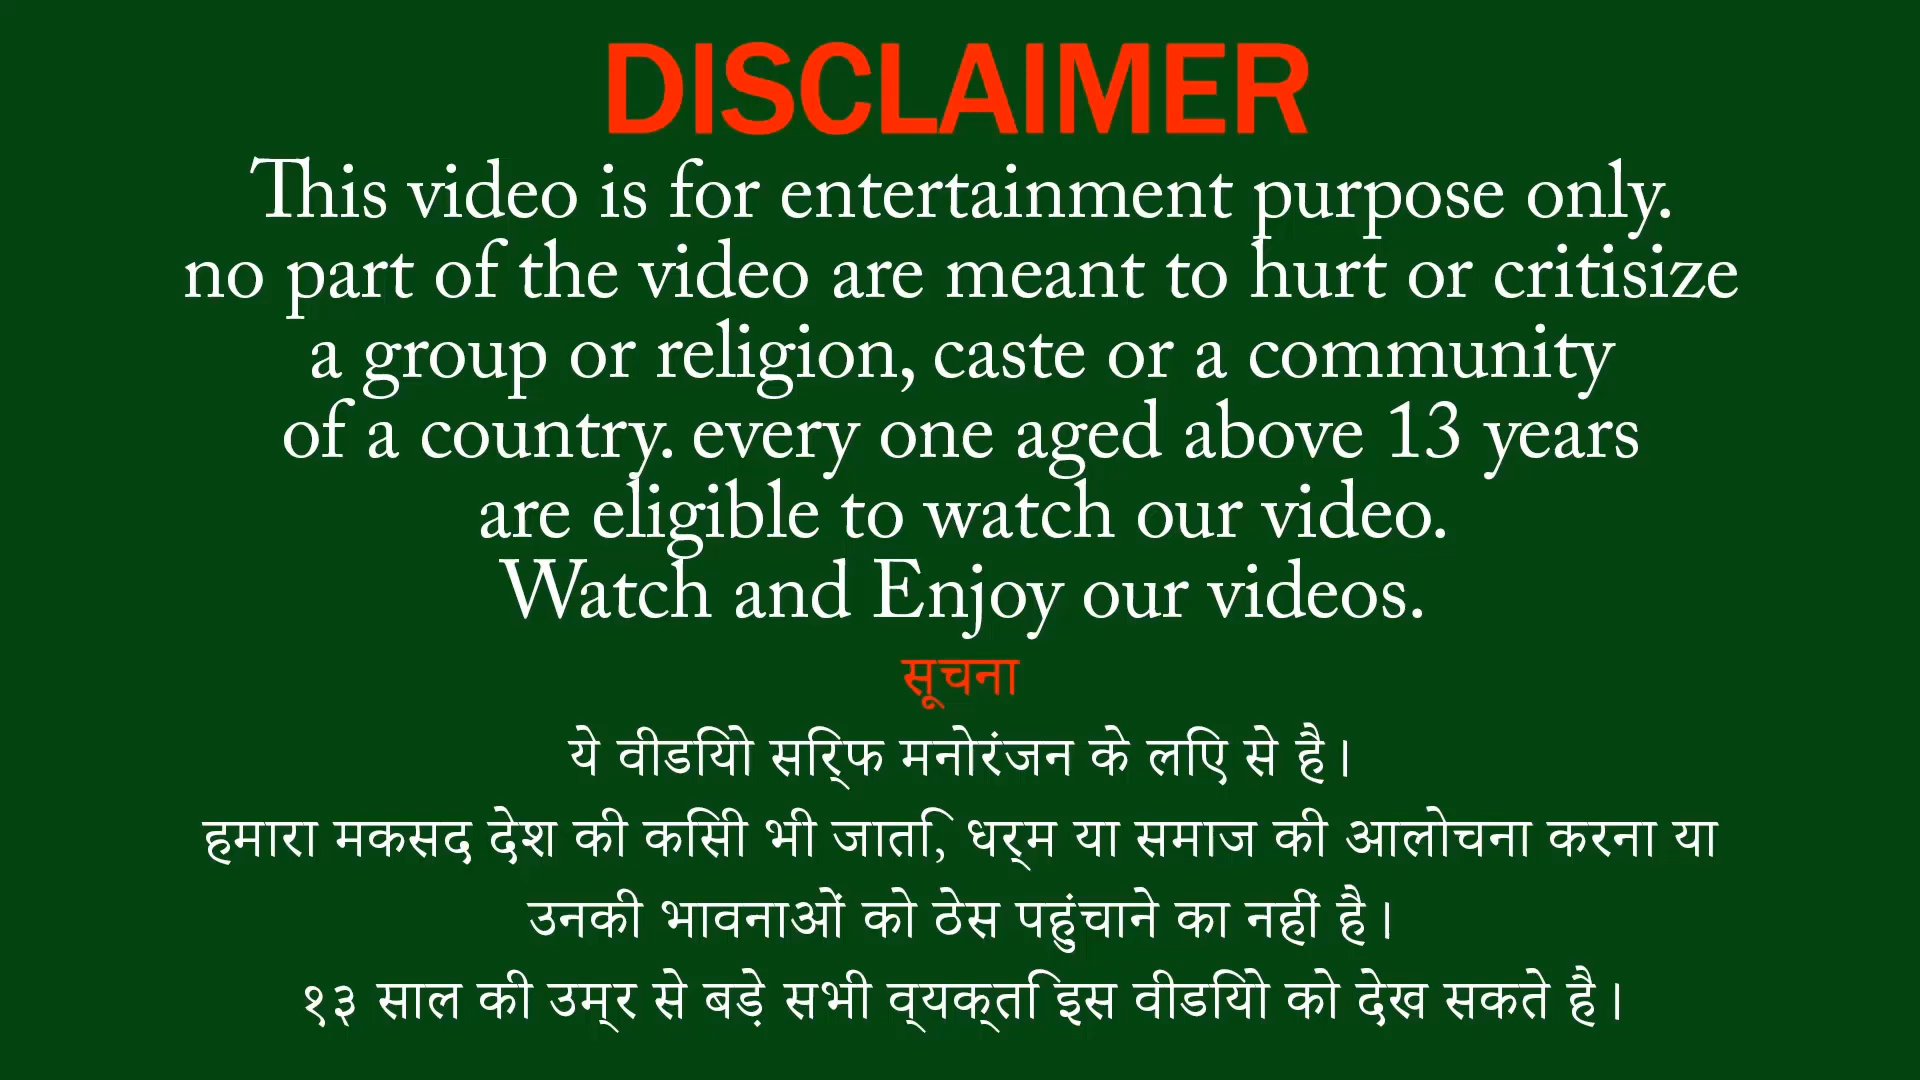 DISCLAIMER
This video is for entertainment purpose only.
no part of the video are meant to hurt or critisize
a group or religion, caste or a community
of a country. every one aged above 13 years
are eligible to watch our video.
Watch and Enjoy our videos.
सूचना
ये वीडियो सिर्फ मनोरंजन के लिए से है।
हमारा मकसद देश की किसी भी जाति, धर्म या समाज की आलोचना करना या
उनकी भावनाओं को ठेस पहुंचाने का नहीं है।
१३ साल की उम्र से बड़े सभी व्यक्ति इस वीडियो को देख सकते है।